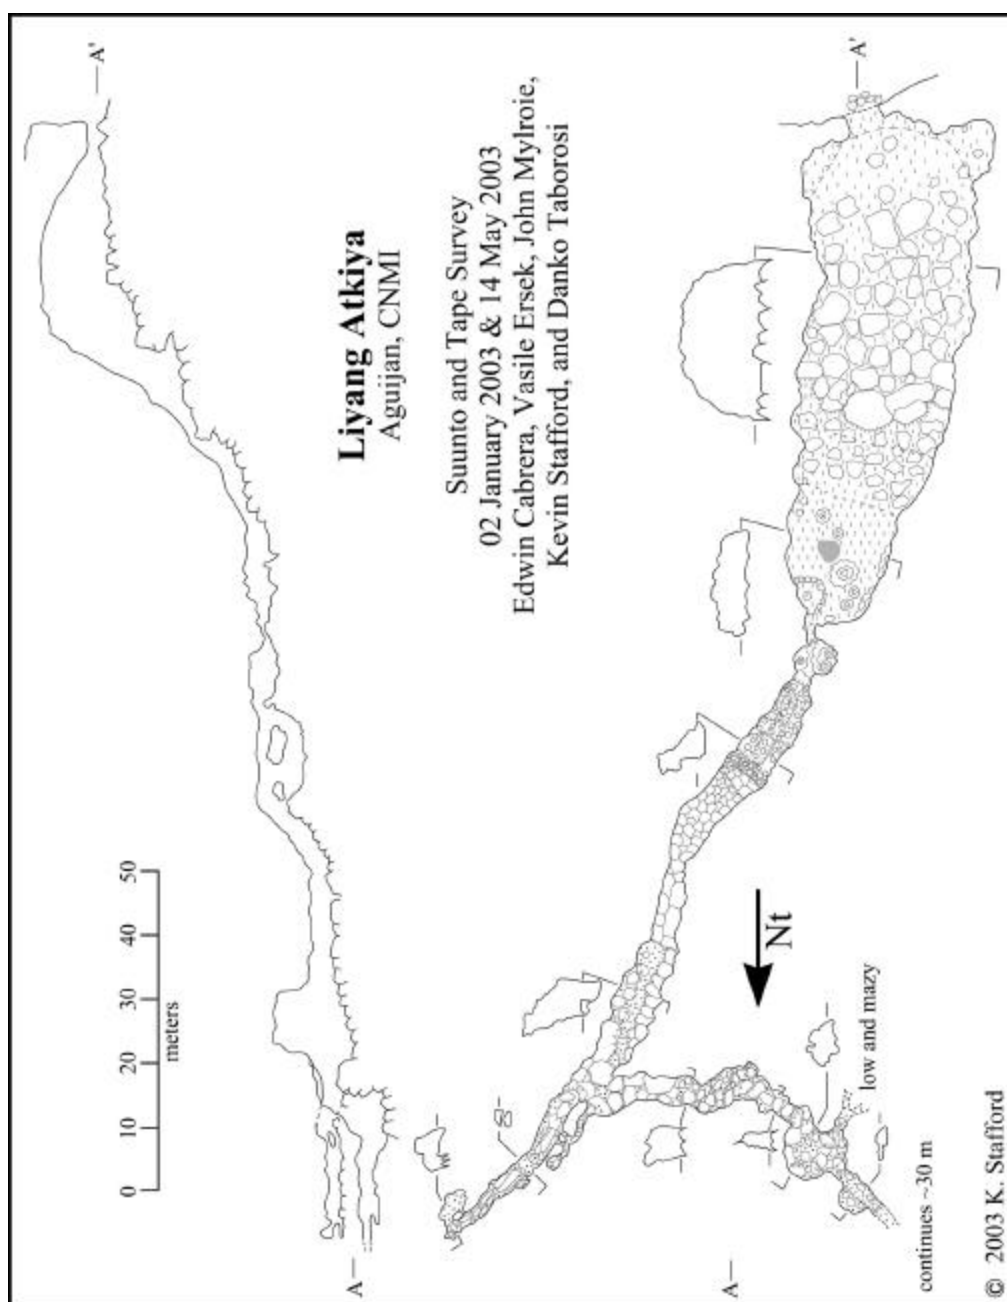 Liyang Atkiya
Aguijan, CNMI
Suunto and Tape Survey
02 January 2003 & 14 May 2003
Edwin Cabrera, Vasile Ersek, John Mylroie,
Kevin Stafford, and Danko Taborosi
A
A'
0 10 20 30 40 50
meters
A
A'
Nt
low and mazy
continues ~30 m
© 2003 K. Stafford